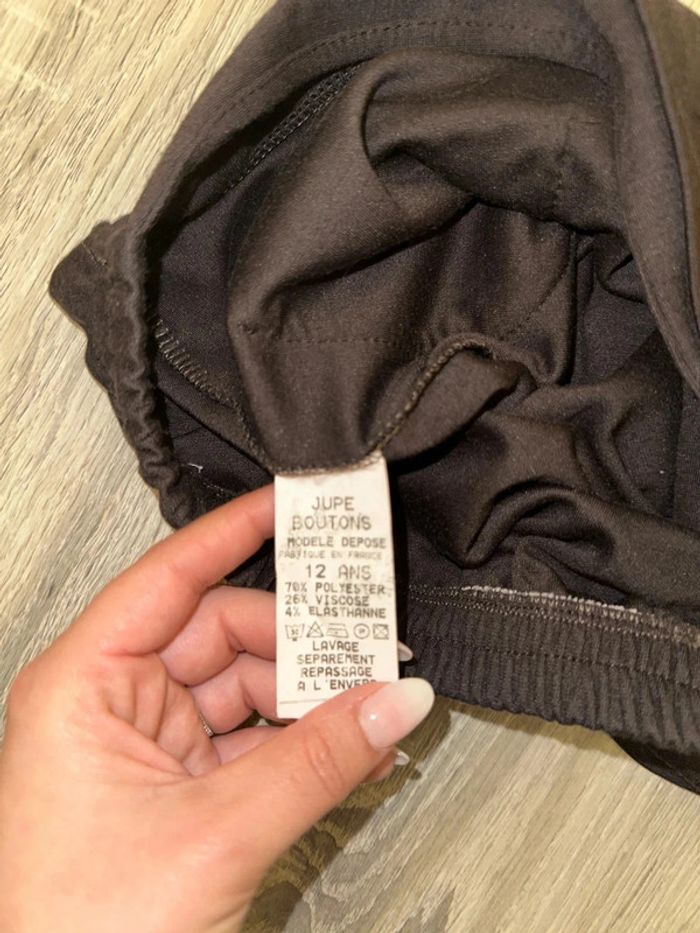 JUPE
BOUTONS
MODELE DEPOSE
FABRIQUE EN FRANCE
12 ANS
70% POLYESTER
26% VISCOSE
4% ELASTHANNE
LAVAGE
SEPAREMENT
REPASSAGE
A L'ENVERS